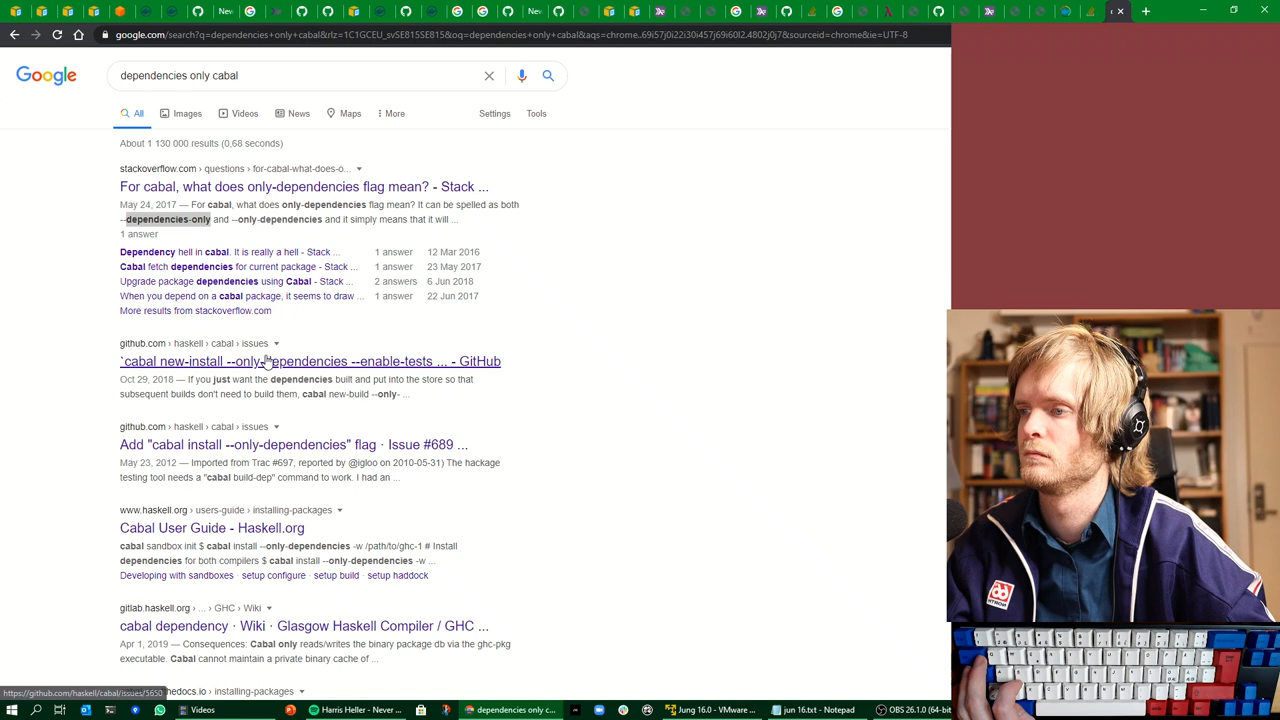 google.com/search?q=dependencies+only+cabal&rlz=1C1GCEU_svSE815SE815&oq=dependencies+only+cabal&aqs=chrome..69i57j0i22i30i457j69i60l2.4802j0j7&sourceid=chrome&ie=UTF-8
Google
dependencies only cabal
All
Images
Videos
News
Maps
More
Settings
Tools
About 1 130 000 results (0,68 seconds)
stackoverflow.com › questions › for-cabal-what-does-o...
For cabal, what does only-dependencies flag mean? - Stack ...
May 24, 2017 — For cabal, what does only-dependencies flag mean? It can be spelled as both
--dependencies-only and --only-dependencies and it simply means that it will ...
1 answer
Dependency hell in cabal. It is really a hell - Stack ... 1 answer 12 Mar 2016
Cabal fetch dependencies for current package - Stack ... 1 answer 23 May 2017
Upgrade package dependencies using Cabal - Stack ... 2 answers 6 Jun 2018
When you depend on a cabal package, it seems to draw ... 1 answer 22 Jun 2017
More results from stackoverflow.com
github.com › haskell › cabal › issues
`cabal new-install --only-dependencies --enable-tests ... - GitHub
Oct 29, 2018 — If you just want the dependencies built and put into the store so that
subsequent builds don't need to build them, cabal new-build --only- ...
github.com › haskell › cabal › issues
Add "cabal install --only-dependencies" flag · Issue #689 ...
May 23, 2012 — Imported from Trac #697, reported by @igloo on 2010-05-31) The hackage
testing tool needs a "cabal build-dep" command to work. I had an ...
www.haskell.org › users-guide › installing-packages
Cabal User Guide - Haskell.org
cabal sandbox init $ cabal install --only-dependencies -w /path/to/ghc-1 # Install
dependencies for both compilers $ cabal install --only-dependencies -w ...
Developing with sandboxes · setup configure · setup build · setup haddock
gitlab.haskell.org › ... › GHC › Wiki
cabal dependency · Wiki · Glasgow Haskell Compiler / GHC ...
Apr 1, 2019 — Consequences: Cabal only reads/writes the binary package db via the ghc-pkg
executable. Cabal cannot maintain a private binary cache of ...
https://github.com/haskell/cabal/issues/5650
hedocs.io › installing-packages
Videos
Harris Heller - Never ...
dependencies only c...
Jung 16.0 - VMware ...
jun 16.txt - Notepad
OBS 26.1.0 (64-bit